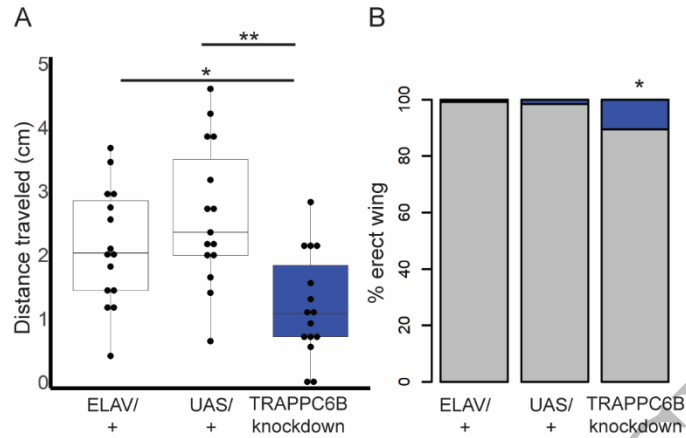 A
B
**
*
*
Distance traveled (cm)
5
4
3
2
1
0
ELAV/
+
UAS/
+
TRAPPC6B
knockdown
% erect wing
100
80
60
40
20
0
ELAV/
+
UAS/
+
TRAPPC6B
knockdown